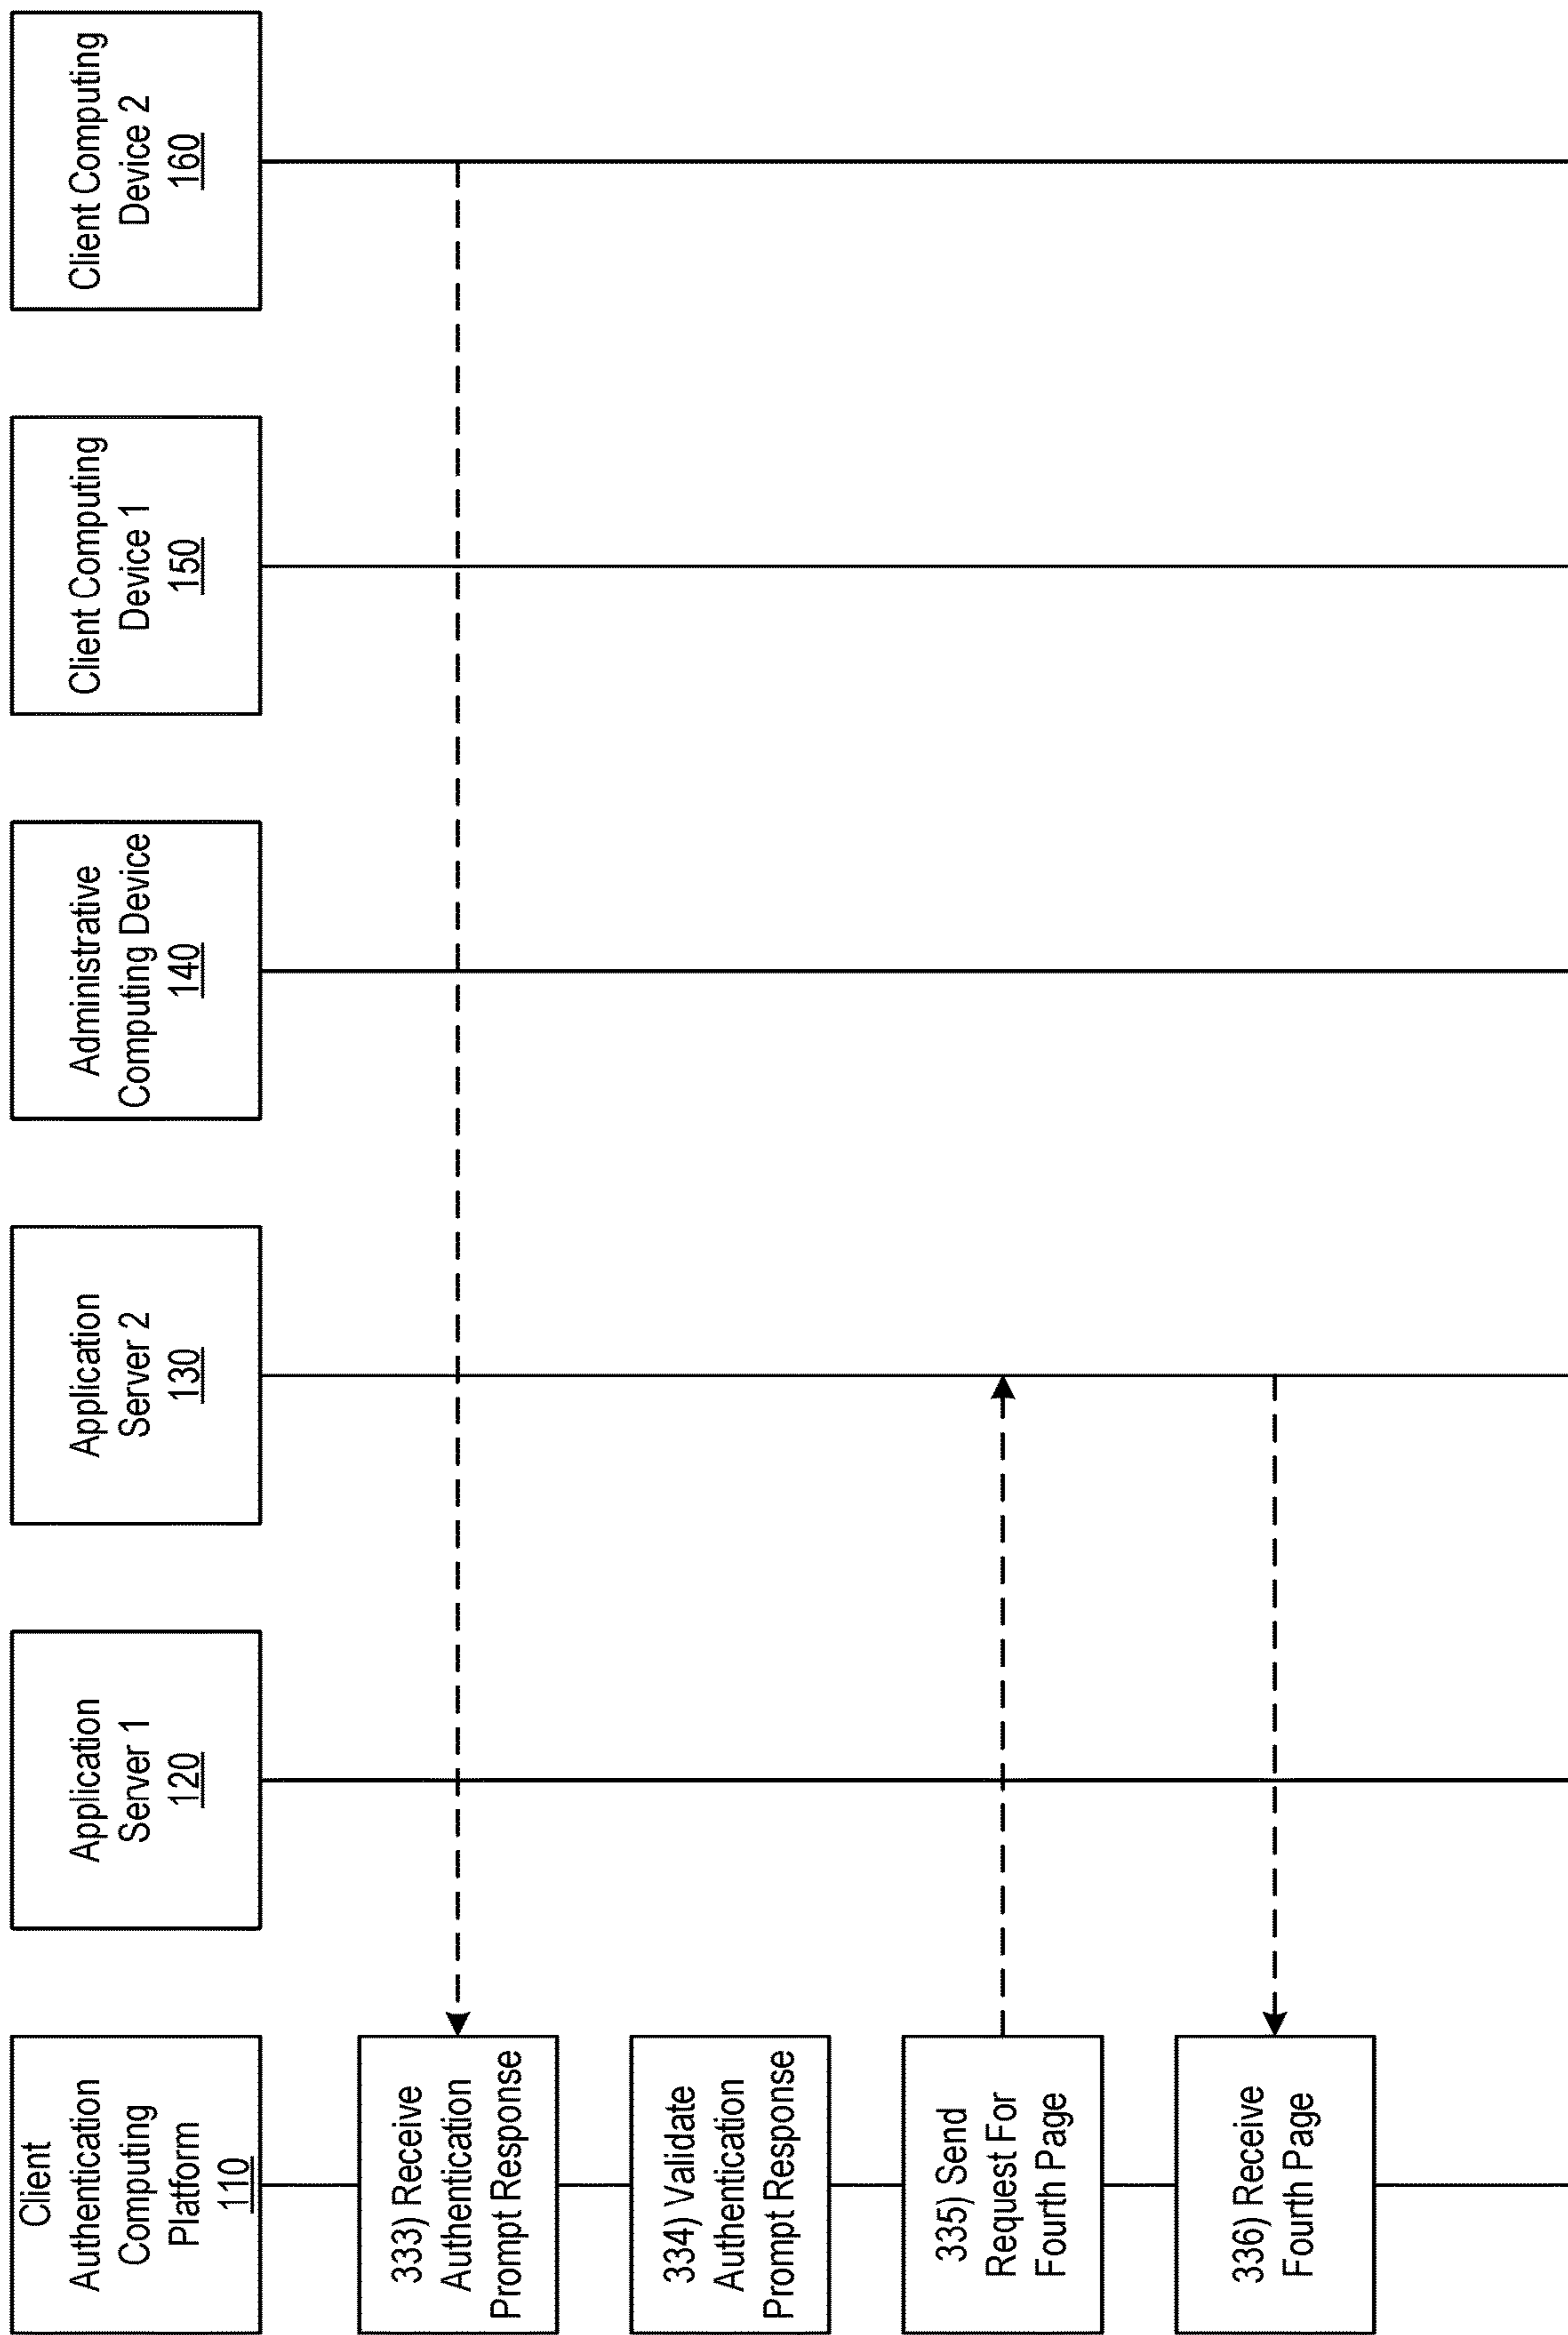 Client
Authentication
Computing
Platform
110
Application
Server 1
120
Application
Server 2
130
Administrative
Computing Device
140
Client Computing
Device 1
150
Client Computing
Device 2
160
333) Receive
Authentication
Prompt Response
334) Validate
Authentication
Prompt Response
335) Send
Request For
Fourth Page
336) Receive
Fourth Page